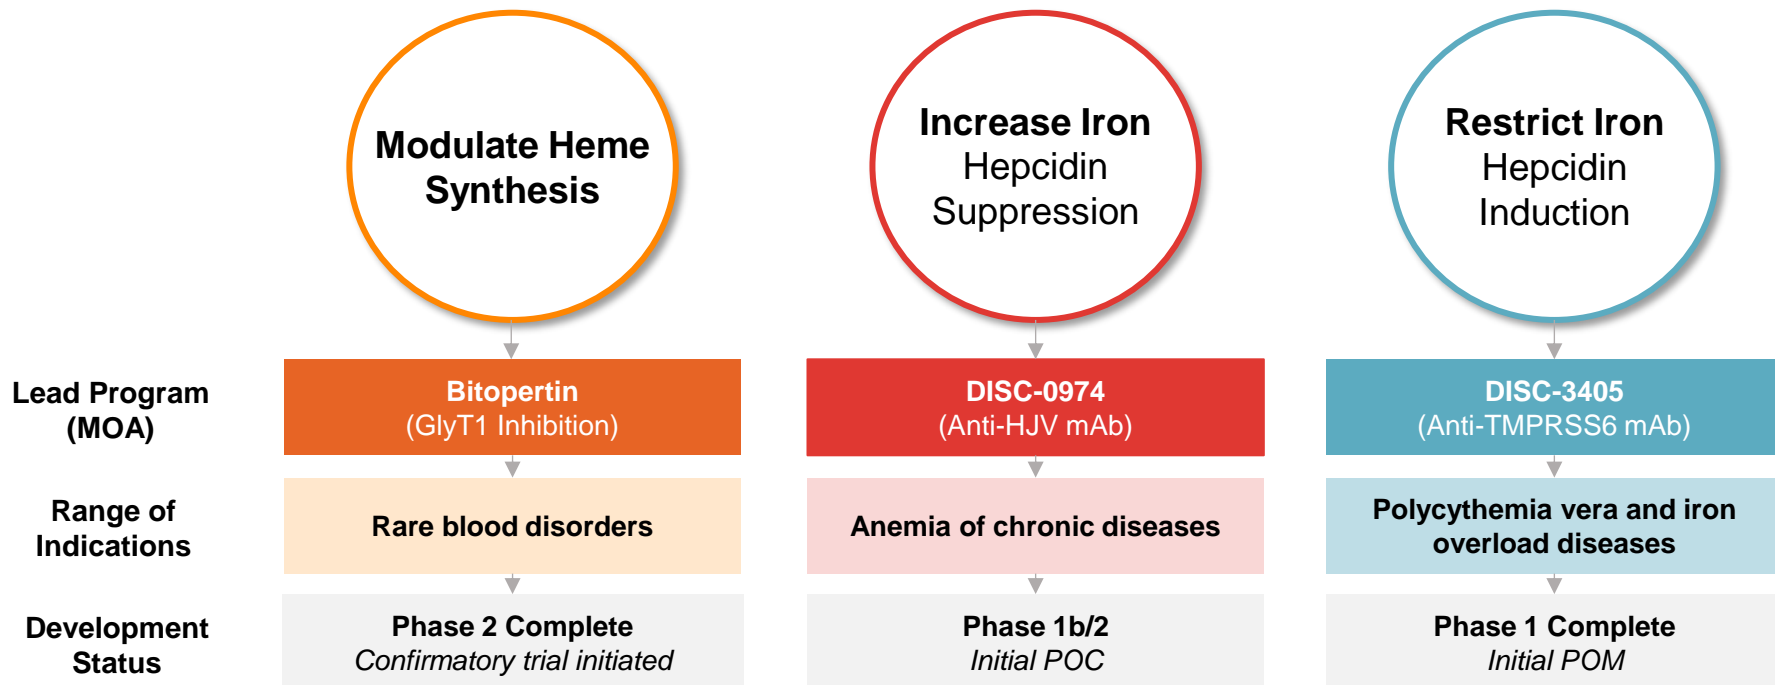 Modulate Heme
Synthesis
Increase Iron
Hepcidin
Suppression
Restrict Iron
Hepcidin
Induction
Lead Program
(MOA)
Bitopertin
(GlyT1 Inhibition)
DISC-0974
(Anti-HJV mAb)
DISC-3405
(Anti-TMPRSS6 mAb)
Range of
Indications
Rare blood disorders
Anemia of chronic diseases
Polycythemia vera and iron
overload diseases
Development
Status
Phase 2 Complete
Confirmatory trial initiated
Phase 1b/2
Initial POC
Phase 1 Complete
Initial POM